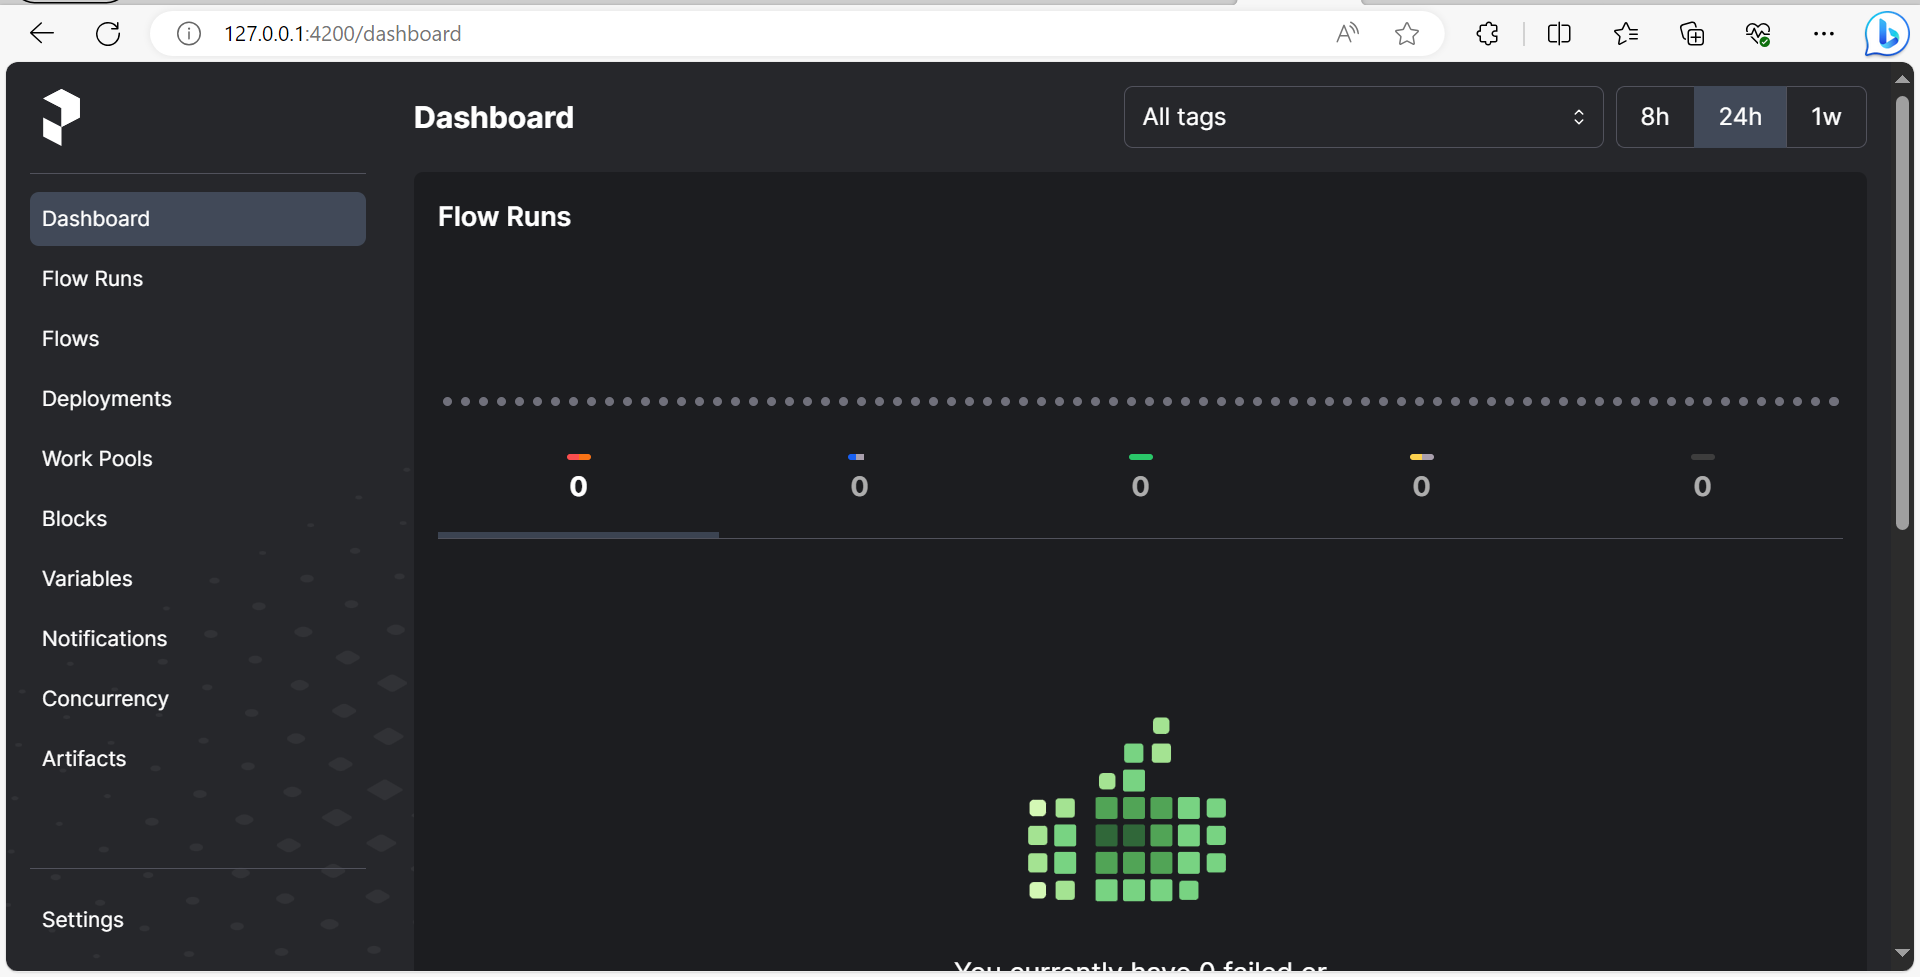 127.0.0.1:4200/dashboard
Dashboard
All tags
8h
24h
1w
Dashboard
Flow Runs
Flows
Deployments
Work Pools
Blocks
Variables
Notifications
Concurrency
Artifacts
Settings
Flow Runs
0
0
0
0
0
You currently have 0 failed or